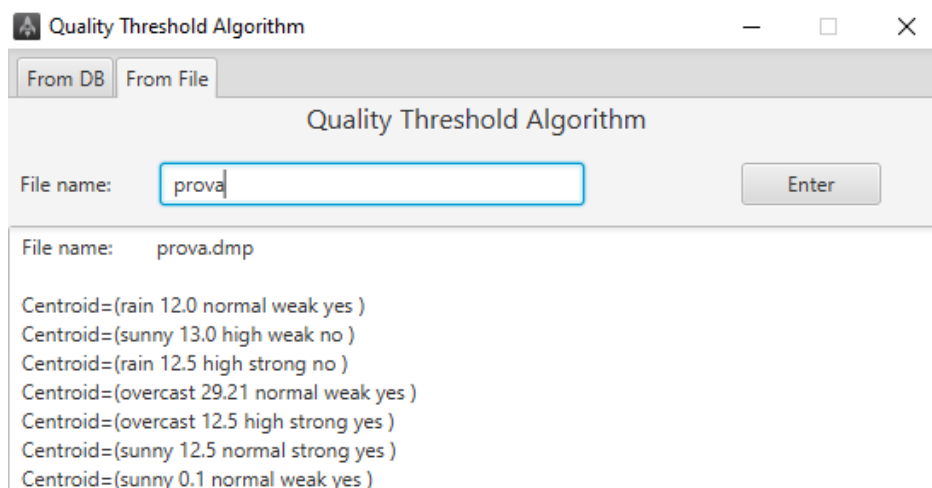 Quality Threshold Algorithm
From DB From File
Quality Threshold Algorithm
File name: prova Enter
File name: prova.dmp
Centroid=(rain 12.0 normal weak yes )
Centroid=(sunny 13.0 high weak no )
Centroid=(rain 12.5 high strong no )
Centroid=(overcast 29.21 normal weak yes )
Centroid=(overcast 12.5 high strong yes )
Centroid=(sunny 12.5 normal strong yes )
Centroid=(sunny 0.1 normal weak yes )